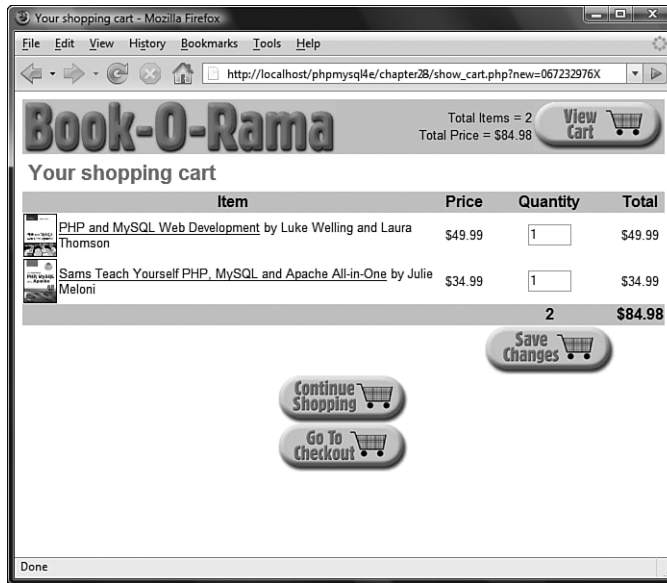 Your shopping cart - Mozilla Firefox
File Edit View History Bookmarks Tools Help
http://localhost/phpmysql4e/chapter28/show_cart.php?new=067232976X
Book-O-Rama
Total Items = 2
Total Price = $84.98
View
Cart
Your shopping cart
Item Price Quantity Total
PHP and MySQL Web Development by Luke Welling and Laura
Thomson
$49.99 1 $49.99
Sams Teach Yourself PHP, MySQL and Apache All-in-One by Julie
Meloni
$34.99 1 $34.99
2 $84.98
Save
Changes
Continue
Shopping
Go To
Checkout
Done